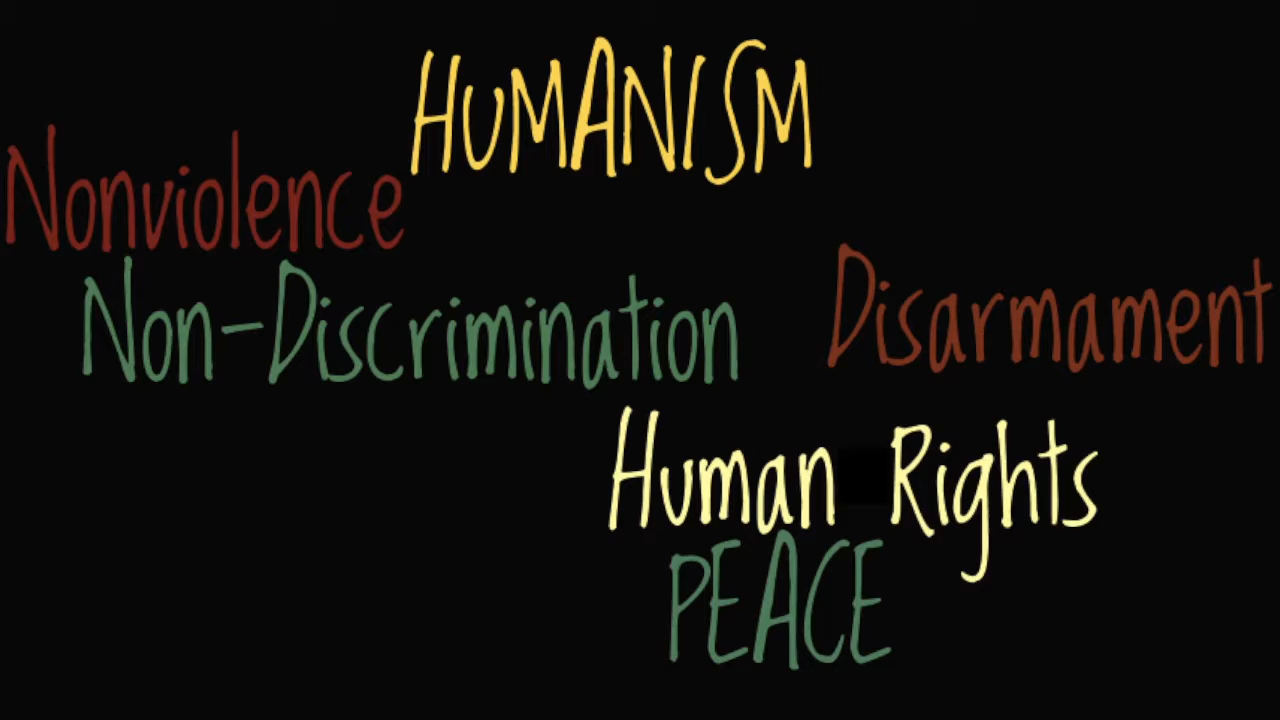 HUMANISM
Nonviolence
Non-Discrimination
Disarmament
Human Rights
PEACE